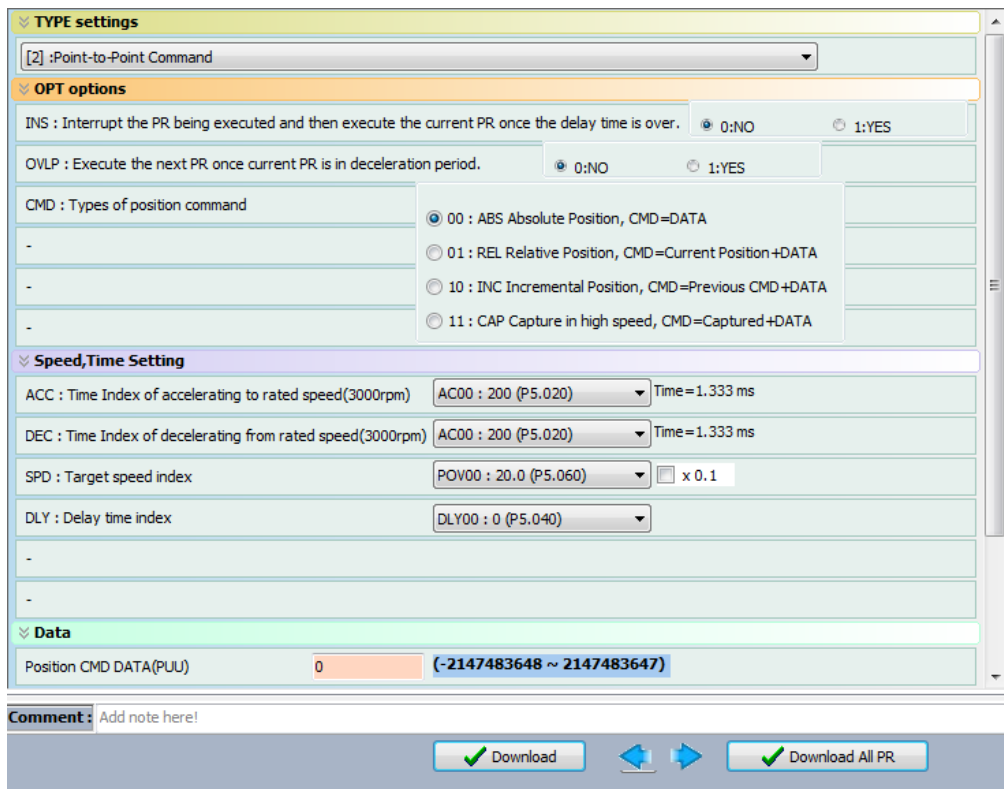 TYPE settings
[2] :Point-to-Point Command
OPT options
INS : Interrupt the PR being executed and then execute the current PR once the delay time is over. 0:NO 1:YES
OVLP : Execute the next PR once current PR is in deceleration period. 0:NO 1:YES
CMD : Types of position command
00 : ABS Absolute Position, CMD=DATA
-
01 : REL Relative Position, CMD=Current Position+DATA
-
10 : INC Incremental Position, CMD=Previous CMD+DATA
-
11 : CAP Capture in high speed, CMD=Captured+DATA
Speed,Time Setting
ACC : Time Index of accelerating to rated speed(3000rpm) AC00 : 200 (P5.020) Time=1.333 ms
DEC : Time Index of decelerating from rated speed(3000rpm) AC00 : 200 (P5.020) Time=1.333 ms
SPD : Target speed index POV00 : 20.0 (P5.060) x 0.1
DLY : Delay time index DLY00 : 0 (P5.040)
-
-
Data
Position CMD DATA(PUU) 0 (-2147483648 ~ 2147483647)
Comment : Add note here!
Download Download All PR